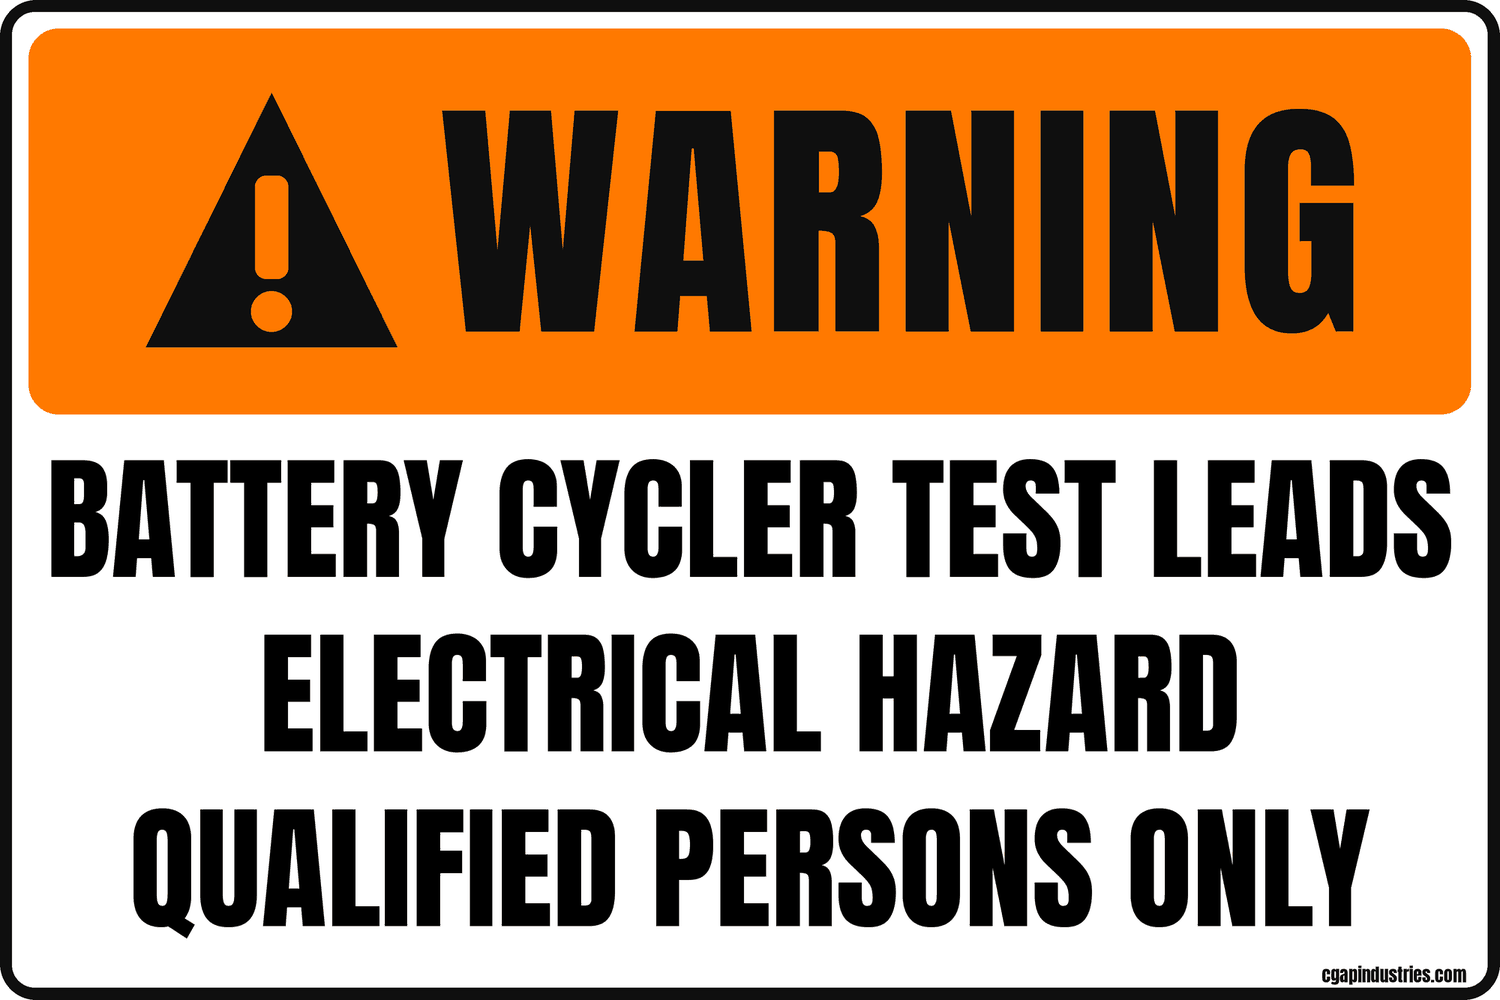 WARNING
BATTERY CYCLER TEST LEADS
ELECTRICAL HAZARD
QUALIFIED PERSONS ONLY
cgapindustries.com